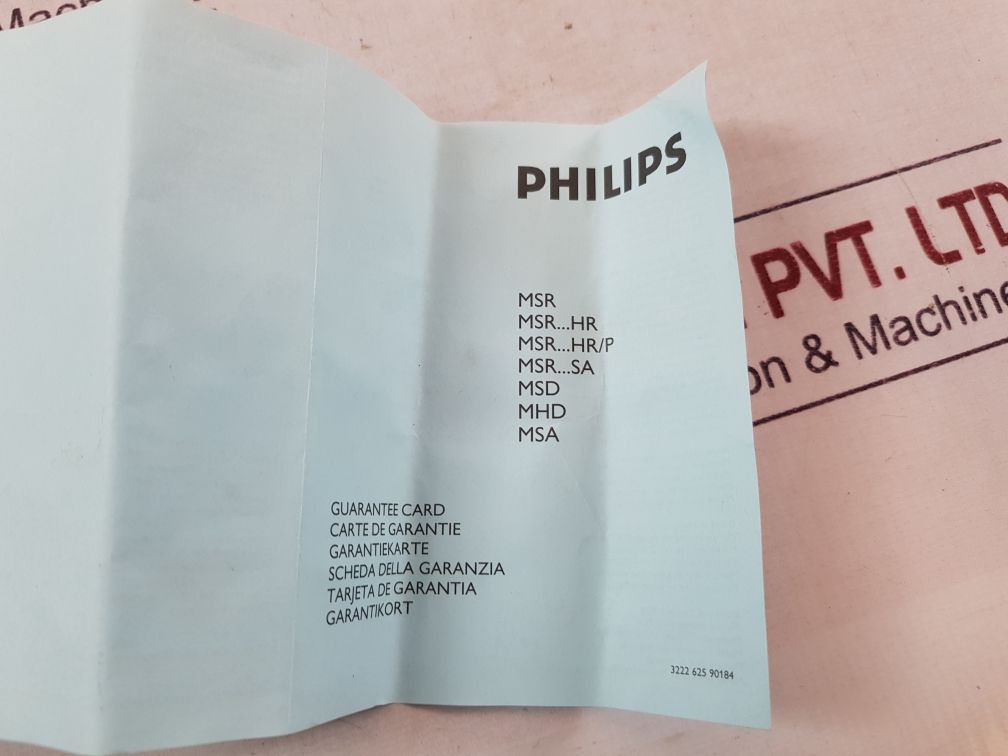 PHILIPS
MSR
MSR...HR
MSR...HR/P
MSR...SA
MSD
MHD
MSA
GUARANTEE CARD
CARTE DE GARANTIE
GARANTIEKARTE
SCHEDA DELLA GARANZIA
TARJETA DE GARANTIA
GARANTIKORT
3222 625 90184
PVT. LTD
& Machine